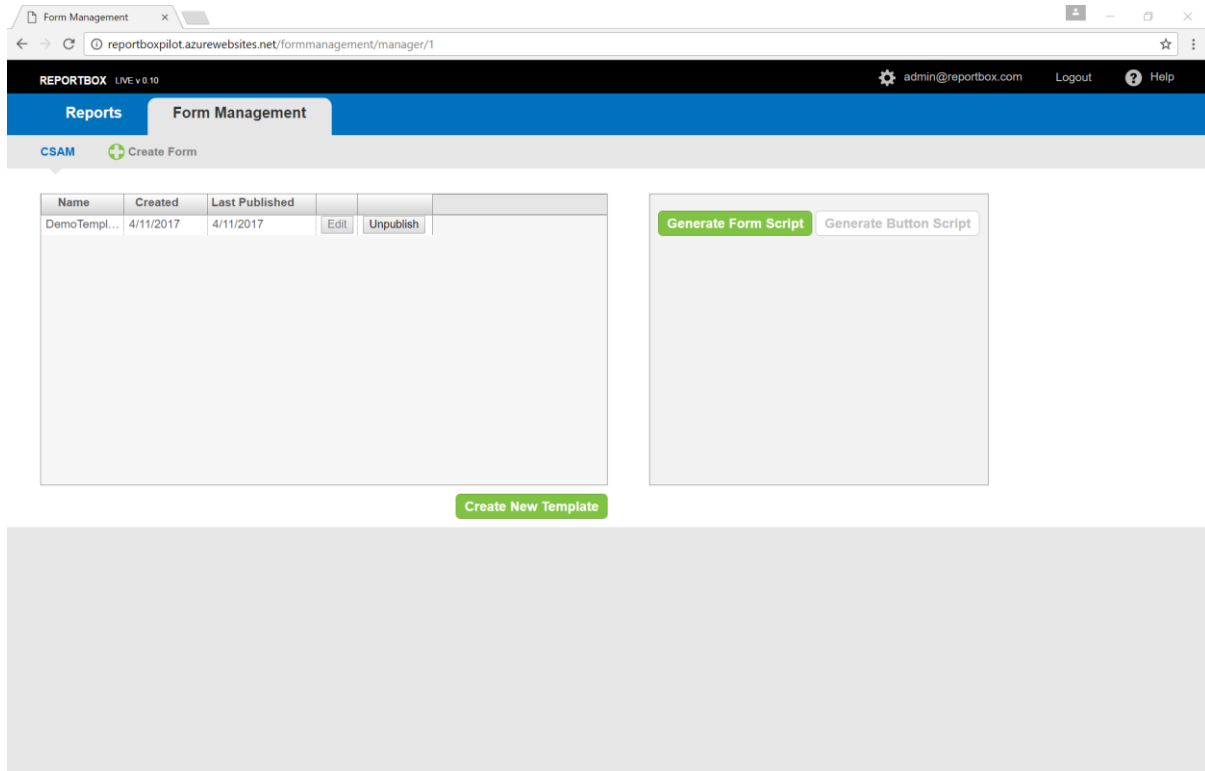 Form Management
reportboxpilot.azurewebsites.net/formmanagement/manager/1
REPORTBOX LIVE v 0.10 admin@reportbox.com Logout ? Help
Reports Form Management
CSAM Create Form
Name Created Last Published
DemoTempl... 4/11/2017 4/11/2017 Edit Unpublish
Generate Form Script Generate Button Script
Create New Template